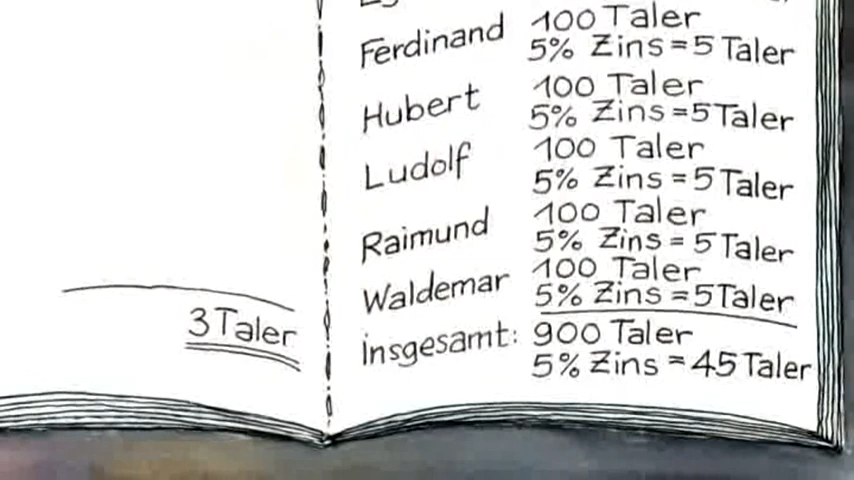 3 Taler
100 Taler
Ferdinand 5% Zins = 5 Taler
100 Taler
Hubert 5% Zins = 5 Taler
100 Taler
Ludolf 5% Zins = 5 Taler
100 Taler
Raimund 5% Zins = 5 Taler
100 Taler
Waldemar 5% Zins = 5 Taler
insgesamt: 900 Taler
5% Zins = 45 Taler